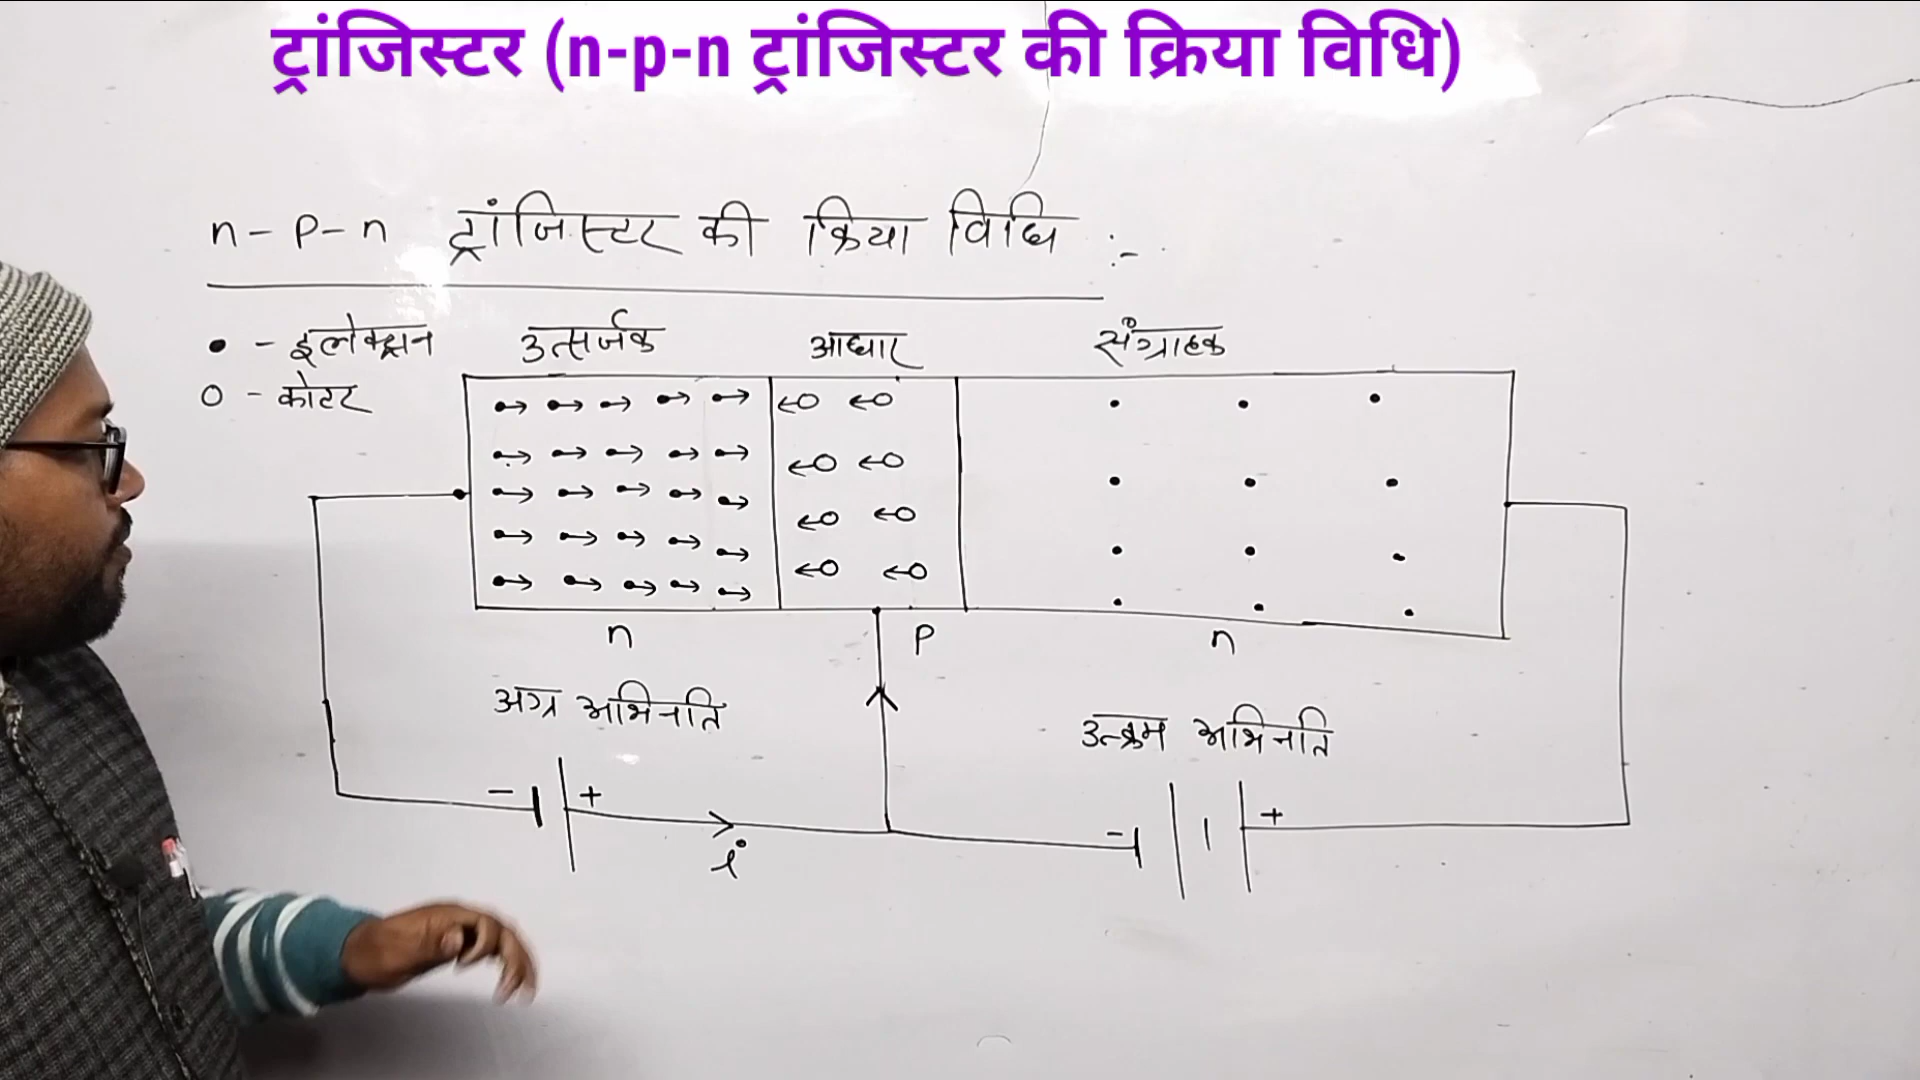 ट्रांजिस्टर (n-p-n ट्रांजिस्टर की क्रिया विधि)
n-p-n ट्रांजिस्टर की क्रिया विधि :-
• - इलेक्ट्रान
उत्सर्जक आधार संग्राहक
o - कोटर
n p n
अग्र अभिनति
उत्क्रम अभिनति
- +
- +
i